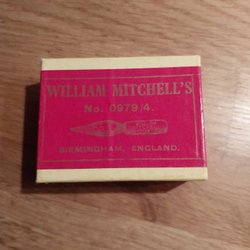 WILLIAM MITCHELL'S
No. 0979/4.
BIRMINGHAM, ENGLAND.